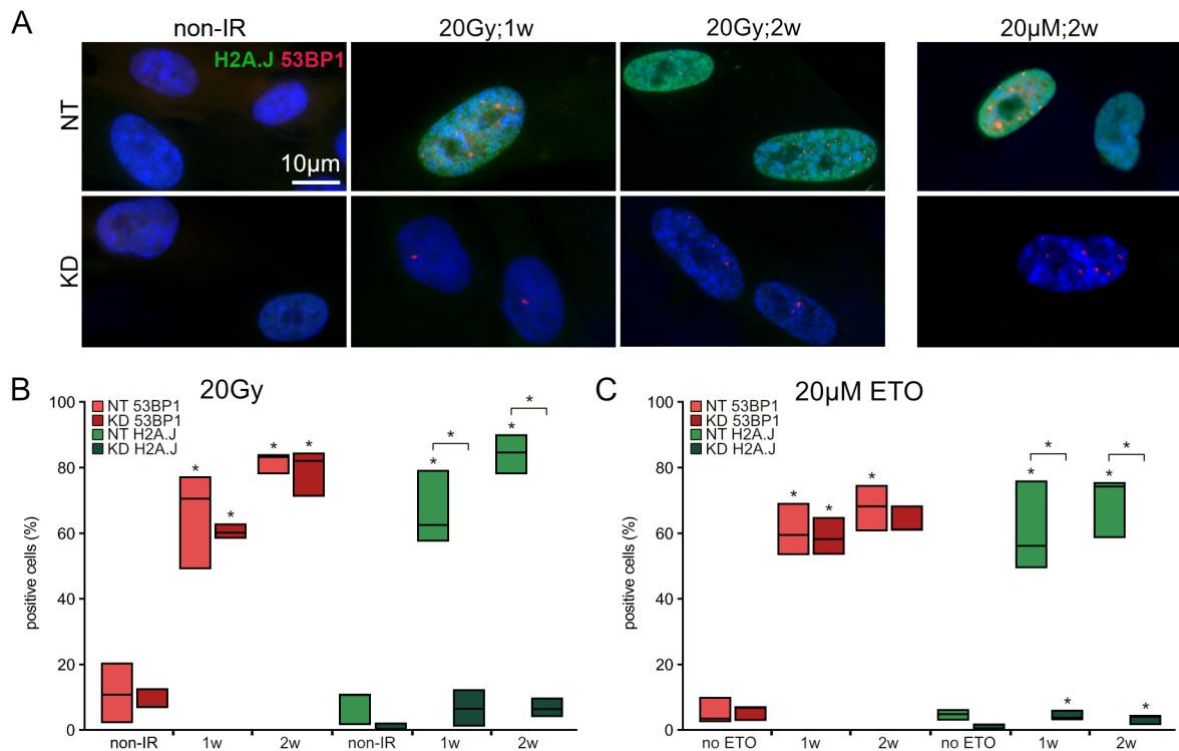 A
non-IR
20Gy;1w
20Gy;2w
20µM;2w
H2A.J 53BP1
NT
10µm
KD
B
20Gy
NT 53BP1
KD 53BP1
NT H2A.J
KD H2A.J
* * * *
* * * *
positive cells (%)
100
80
60
40
20
0
non-IR 1w 2w non-IR 1w 2w
C
20µM ETO
NT 53BP1
KD 53BP1
NT H2A.J
KD H2A.J
* * *
* * * *
* *
positive cells (%)
100
80
60
40
20
0
no ETO 1w 2w no ETO 1w 2w